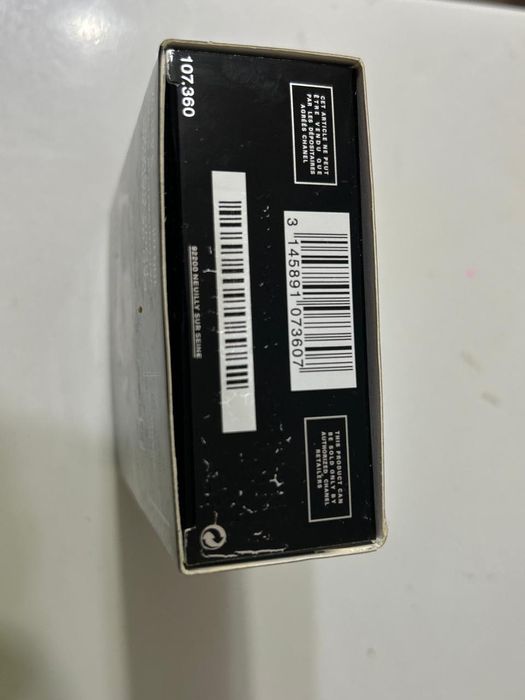 107.360
CET ARTICLE NE PEUT
ÊTRE VENDU QUE
PAR LES DÉPOSITAIRES
AGRÉÉS CHANEL
3 145891 073607
92200 NEUILLY SUR SEINE
THIS PRODUCT CAN
BE SOLD ONLY BY
AUTHORIZED CHANEL
RETAILERS